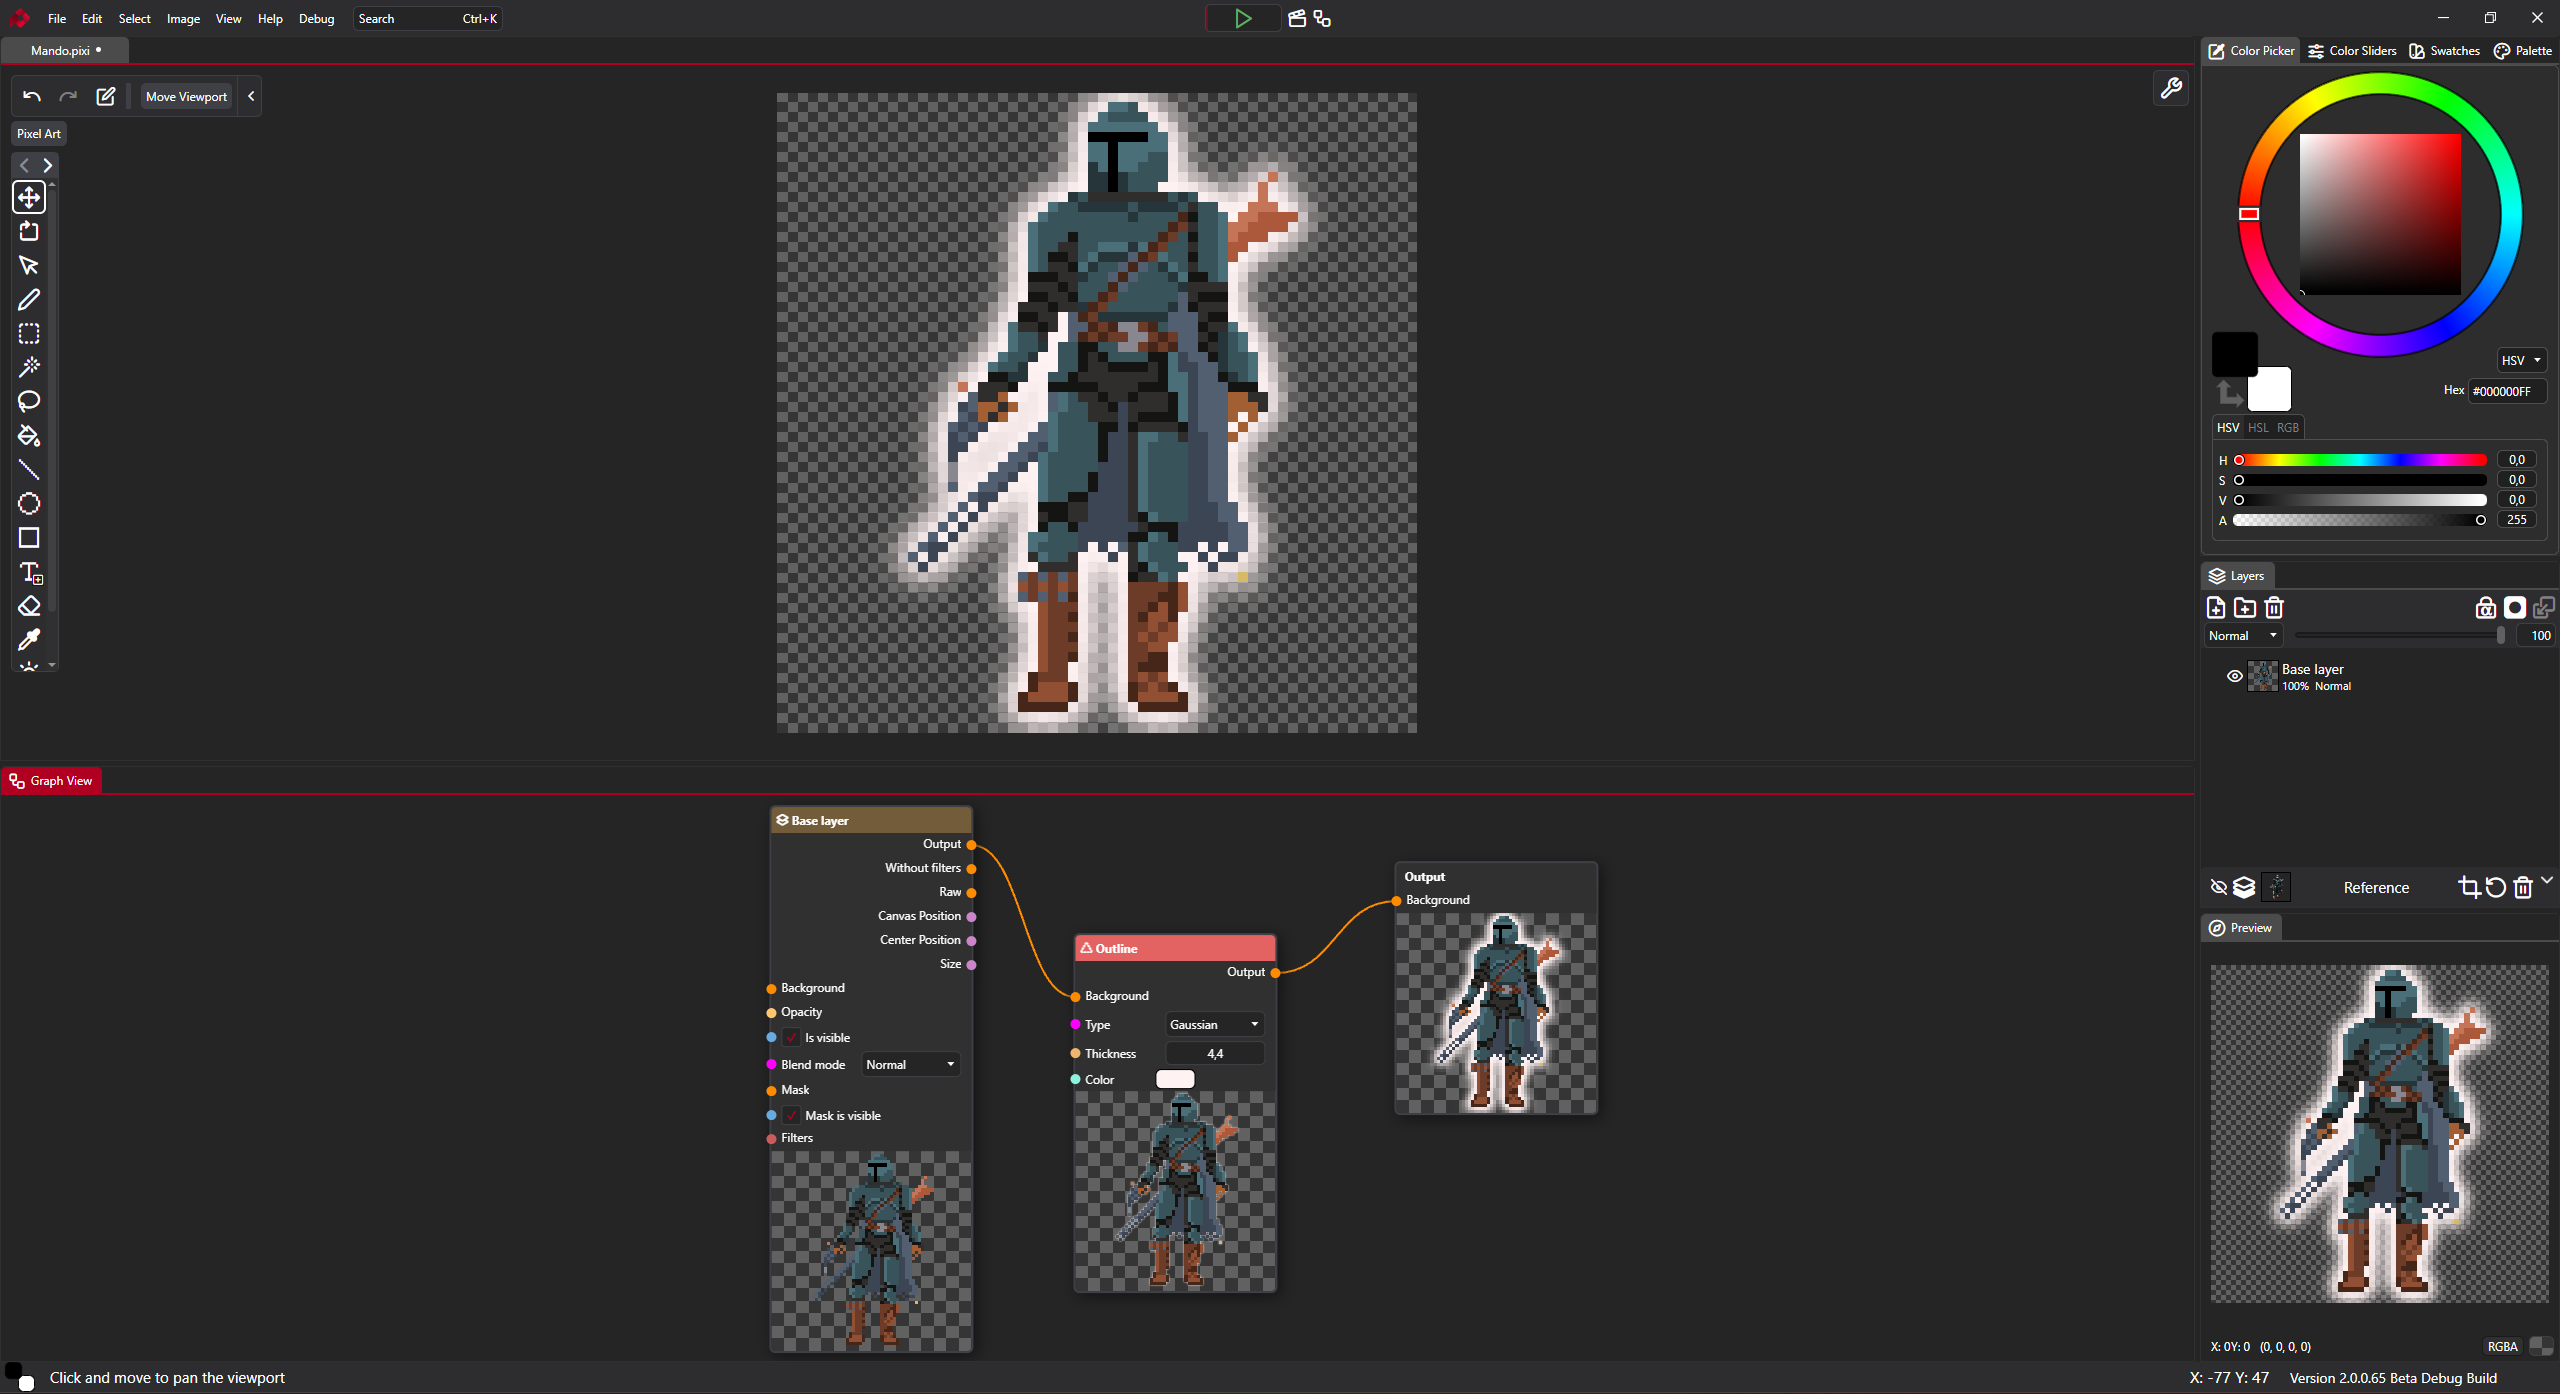 File Edit Select Image View Help Debug Search Ctrl+K
Mando.pixi
Move Viewport
Pixel Art
Color Picker Color Sliders Swatches Palette
HSV
Hex #000000FF
HSV HSL RGB
H 0,0
S 0,0
V 0,0
A 255
Layers
Normal 100
Base layer
100% Normal
Reference
Preview
X: 0Y: 0 (0, 0, 0, 0) RGBA
Graph View
Base layer
Output
Without filters
Raw
Canvas Position
Center Position
Size
Background
Opacity
Is visible
Blend mode Normal
Mask
Mask is visible
Filters
Outline
Output
Background
Type Gaussian
Thickness 4,4
Color
Output
Background
Click and move to pan the viewport
X: -77 Y: 47 Version 2.0.0.65 Beta Debug Build